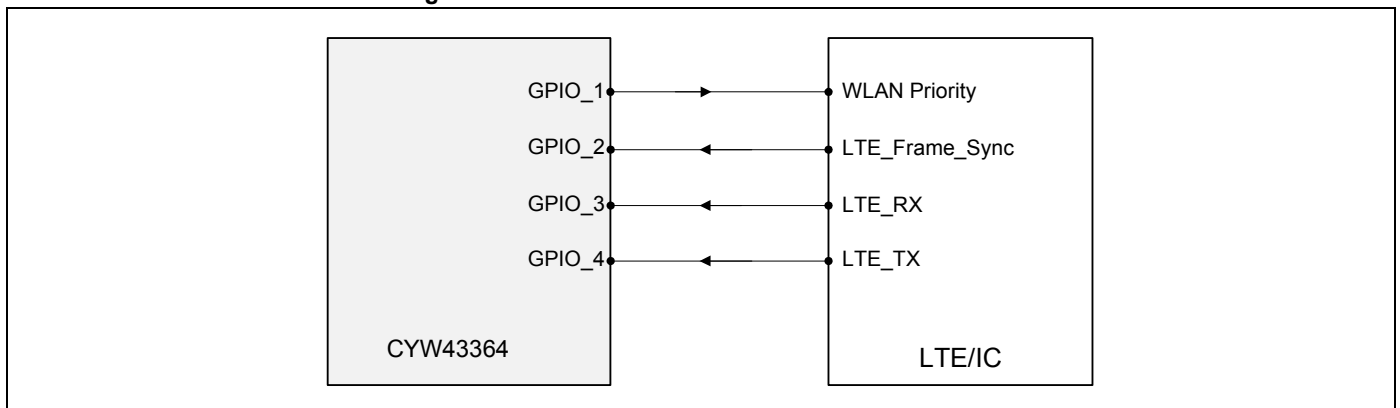 GPIO_1 WLAN Priority
GPIO_2 LTE_Frame_Sync
GPIO_3 LTE_RX
GPIO_4 LTE_TX
CYW43364 LTE/IC